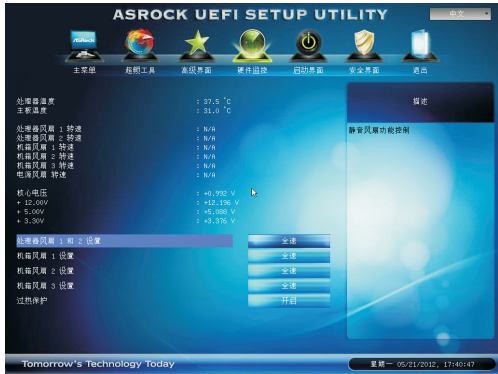 ASROCK UEFI SETUP UTILITY
中文
ASRock
主菜单 超频工具 高级界面 硬件监控 启动界面 安全界面 退出
处理器温度 : 37.5 °C
主板温度 : 31.0 °C
处理器风扇 1 转速 : N/A
处理器风扇 2 转速 : N/A
机箱风扇 1 转速 : N/A
机箱风扇 2 转速 : N/A
机箱风扇 3 转速 : N/A
电源风扇 转速 : N/A
核心电压 : +0.992 V
+ 12.00V : +12.196 V
+ 5.00V : +5.088 V
+ 3.30V : +3.376 V
处理器风扇 1 和 2 设置 全速
机箱风扇 1 设置 全速
机箱风扇 2 设置 全速
机箱风扇 3 设置 全速
过热保护 开启
描述
静音风扇功能控制
Tomorrow's Technology Today
星期一 05/21/2012, 17:40:47